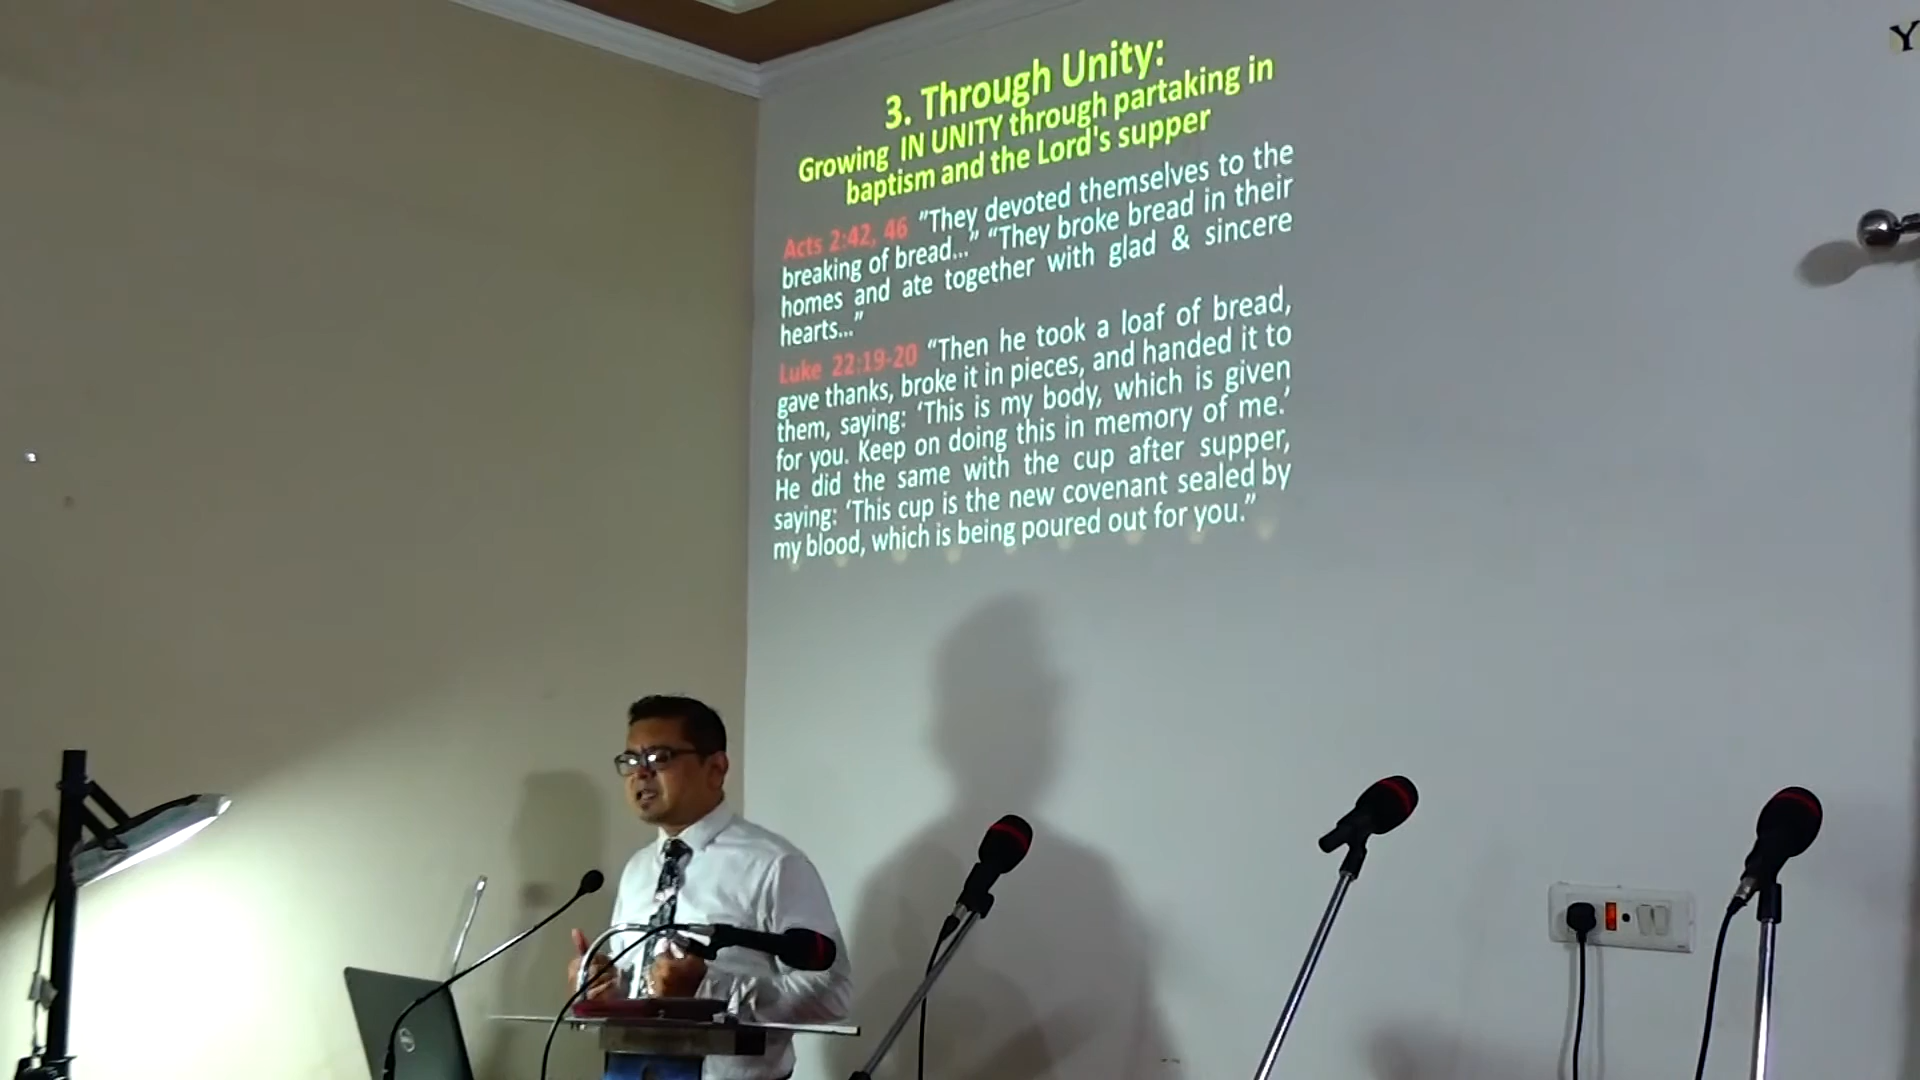 3. Through Unity:
Growing IN UNITY through partaking in
baptism and the Lord's supper
Acts 2:42, 46 "They devoted themselves to the
breaking of bread..." "They broke bread in their
homes and ate together with glad & sincere
hearts..."
Luke 22:19-20 "Then he took a loaf of bread,
gave thanks, broke it in pieces, and handed it to
them, saying: 'This is my body, which is given
for you. Keep on doing this in memory of me.'
He did the same with the cup after supper,
saying: 'This cup is the new covenant sealed by
my blood, which is being poured out for you."
Y
DELL